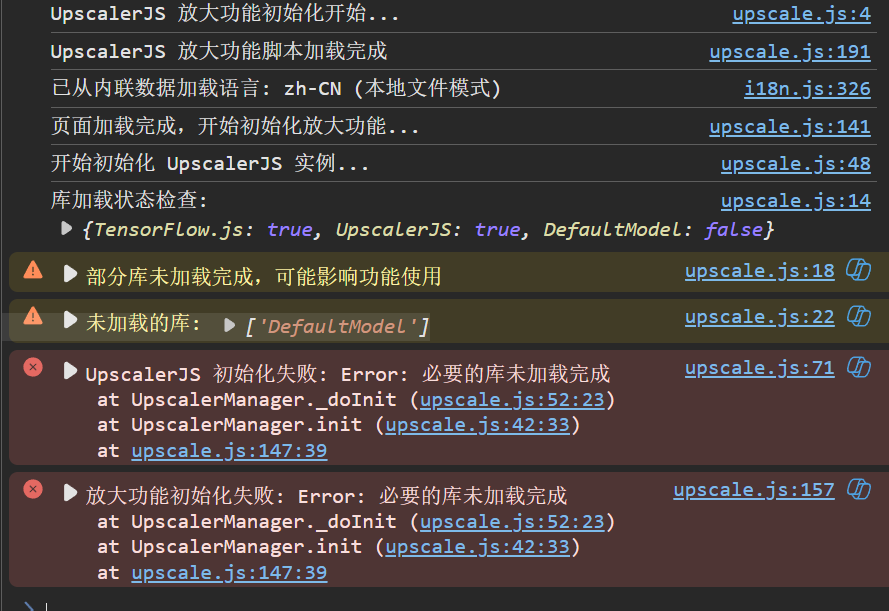 UpscalerJS 放大功能初始化开始... upscale.js:4
UpscalerJS 放大功能脚本加载完成 upscale.js:191
已从内联数据加载语言: zh-CN (本地文件模式) i18n.js:326
页面加载完成，开始初始化放大功能... upscale.js:141
开始初始化 UpscalerJS 实例... upscale.js:48
库加载状态检查: upscale.js:14
{TensorFlow.js: true, UpscalerJS: true, DefaultModel: false}
部分库未加载完成，可能影响功能使用 upscale.js:18
未加载的库: ['DefaultModel'] upscale.js:22
UpscalerJS 初始化失败: Error: 必要的库未加载完成 upscale.js:71
at UpscalerManager._doInit (upscale.js:52:23)
at UpscalerManager.init (upscale.js:42:33)
at upscale.js:147:39
放大功能初始化失败: Error: 必要的库未加载完成 upscale.js:157
at UpscalerManager._doInit (upscale.js:52:23)
at UpscalerManager.init (upscale.js:42:33)
at upscale.js:147:39